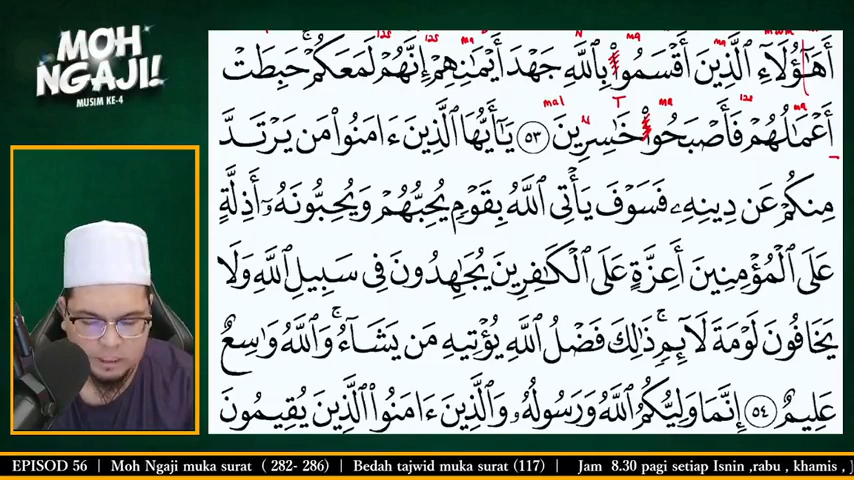 MOH
NGAJI!
MUSIM KE-4
أَهَٰٓؤُلَآءِ ٱلَّذِينَ أَقْسَمُوا۟ بِٱللَّهِ جَهْدَ أَيْمَٰنِهِمْ إِنَّهُمْ لَمَعَكُمْ ۚ حَبِطَتْ
أَعْمَٰلُهُمْ فَأَصْبَحُوا۟ خَٰسِرِينَ ٥٣ يَٰٓأَيُّهَا ٱلَّذِينَ ءَامَنُوا۟ مَن يَرْتَدَّ
مِنكُمْ عَن دِينِهِۦ فَسَوْفَ يَأْتِى ٱللَّهُ بِقَوْمٍ يُحِبُّهُمْ وَيُحِبُّونَهُۥٓ أَذِلَّةٍ
عَلَى ٱلْمُؤْمِنِينَ أَعِزَّةٍ عَلَى ٱلْكَٰفِرِينَ يُجَٰهِدُونَ فِى سَبِيلِ ٱللَّهِ وَلَا
يَخَافُونَ لَوْمَةَ لَآئِمٍ ۚ ذَٰلِكَ فَضْلُ ٱللَّهِ يُؤْتِيهِ مَن يَشَآءُ ۚ وَٱللَّهُ وَٰسِعٌ
عَلِيمٌ ٥٤ إِنَّمَا وَلِيُّكُمُ ٱللَّهُ وَرَسُولُهُۥ وَٱلَّذِينَ ءَامَنُوا۟ ٱلَّذِينَ يُقِيمُونَ
EPISOD 56 | Moh Ngaji muka surat ( 282- 286) | Bedah tajwid muka surat (117) | Jam 8.30 pagi setiap Isnin ,rabu , khamis ,